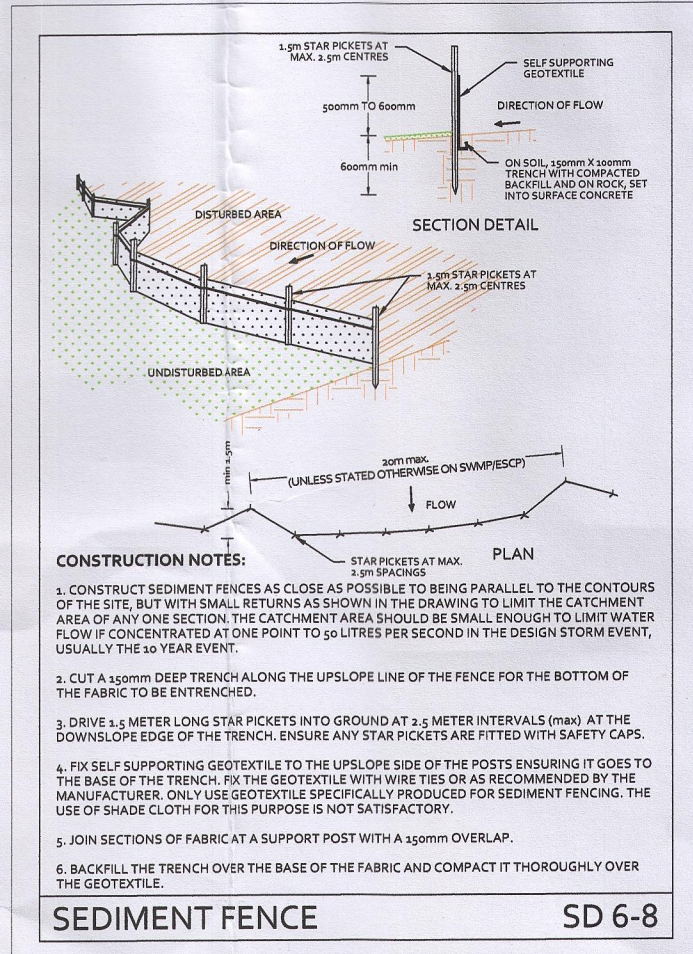 1.5m STAR PICKETS AT
MAX. 2.5m CENTRES
SELF SUPPORTING
GEOTEXTILE
500mm TO 600mm
DIRECTION OF FLOW
600mm min
ON SOIL, 150mm X 100mm
TRENCH WITH COMPACTED
BACKFILL AND ON ROCK, SET
INTO SURFACE CONCRETE
SECTION DETAIL
DISTURBED AREA
DIRECTION OF FLOW
1.5m STAR PICKETS AT
MAX. 2.5m CENTRES
UNDISTURBED AREA
min 1.5m
20m max.
(UNLESS STATED OTHERWISE ON SWMP/ESCP)
FLOW
STAR PICKETS AT MAX.
2.5m SPACINGS
PLAN
CONSTRUCTION NOTES:
1. CONSTRUCT SEDIMENT FENCES AS CLOSE AS POSSIBLE TO BEING PARALLEL TO THE CONTOURS
OF THE SITE, BUT WITH SMALL RETURNS AS SHOWN IN THE DRAWING TO LIMIT THE CATCHMENT
AREA OF ANY ONE SECTION. THE CATCHMENT AREA SHOULD BE SMALL ENOUGH TO LIMIT WATER
FLOW IF CONCENTRATED AT ONE POINT TO 50 LITRES PER SECOND IN THE DESIGN STORM EVENT,
USUALLY THE 10 YEAR EVENT.
2. CUT A 150mm DEEP TRENCH ALONG THE UPSLOPE LINE OF THE FENCE FOR THE BOTTOM OF
THE FABRIC TO BE ENTRENCHED.
3. DRIVE 1.5 METER LONG STAR PICKETS INTO GROUND AT 2.5 METER INTERVALS (max) AT THE
DOWNSLOPE EDGE OF THE TRENCH. ENSURE ANY STAR PICKETS ARE FITTED WITH SAFETY CAPS.
4. FIX SELF SUPPORTING GEOTEXTILE TO THE UPSLOPE SIDE OF THE POSTS ENSURING IT GOES TO
THE BASE OF THE TRENCH. FIX THE GEOTEXTILE WITH WIRE TIES OR AS RECOMMENDED BY THE
MANUFACTURER. ONLY USE GEOTEXTILE SPECIFICALLY PRODUCED FOR SEDIMENT FENCING. THE
USE OF SHADE CLOTH FOR THIS PURPOSE IS NOT SATISFACTORY.
5. JOIN SECTIONS OF FABRIC AT A SUPPORT POST WITH A 150mm OVERLAP.
6. BACKFILL THE TRENCH OVER THE BASE OF THE FABRIC AND COMPACT IT THOROUGHLY OVER
THE GEOTEXTILE.
SEDIMENT FENCE
SD 6-8